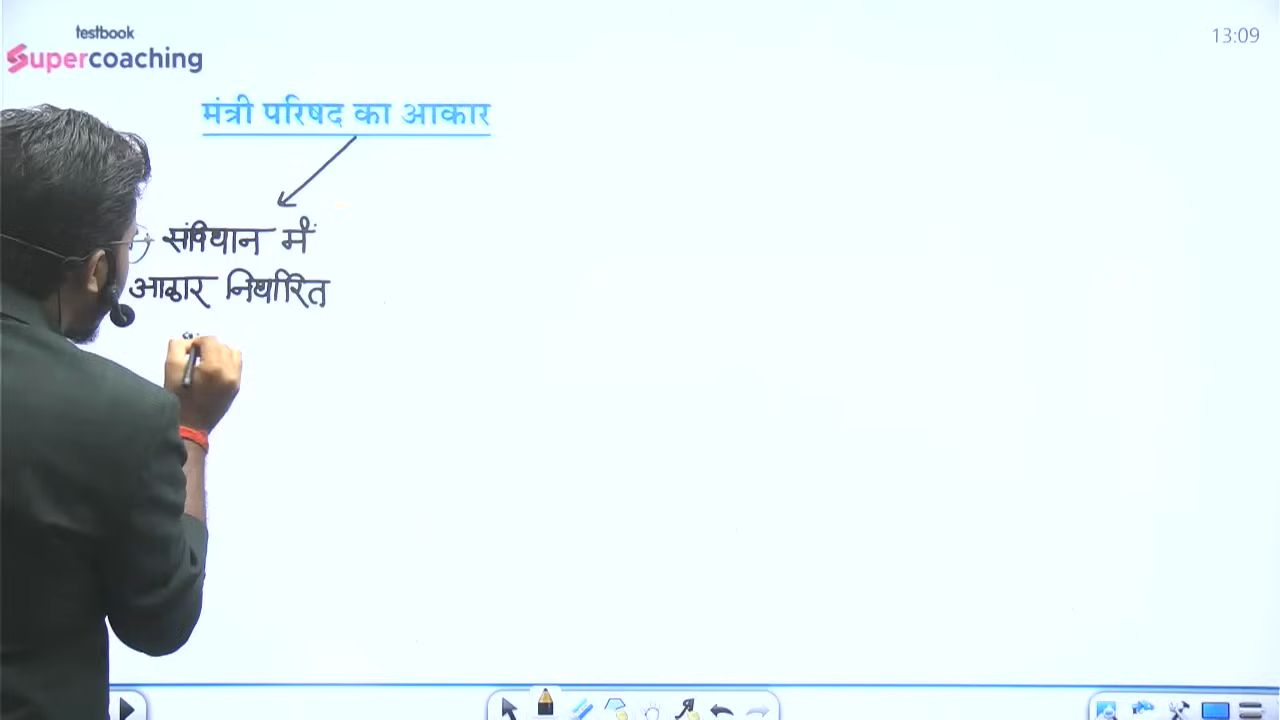 testbook
Supercoaching
13:09
मंत्री परिषद का आकार
संविधान में
आकार निर्धारित